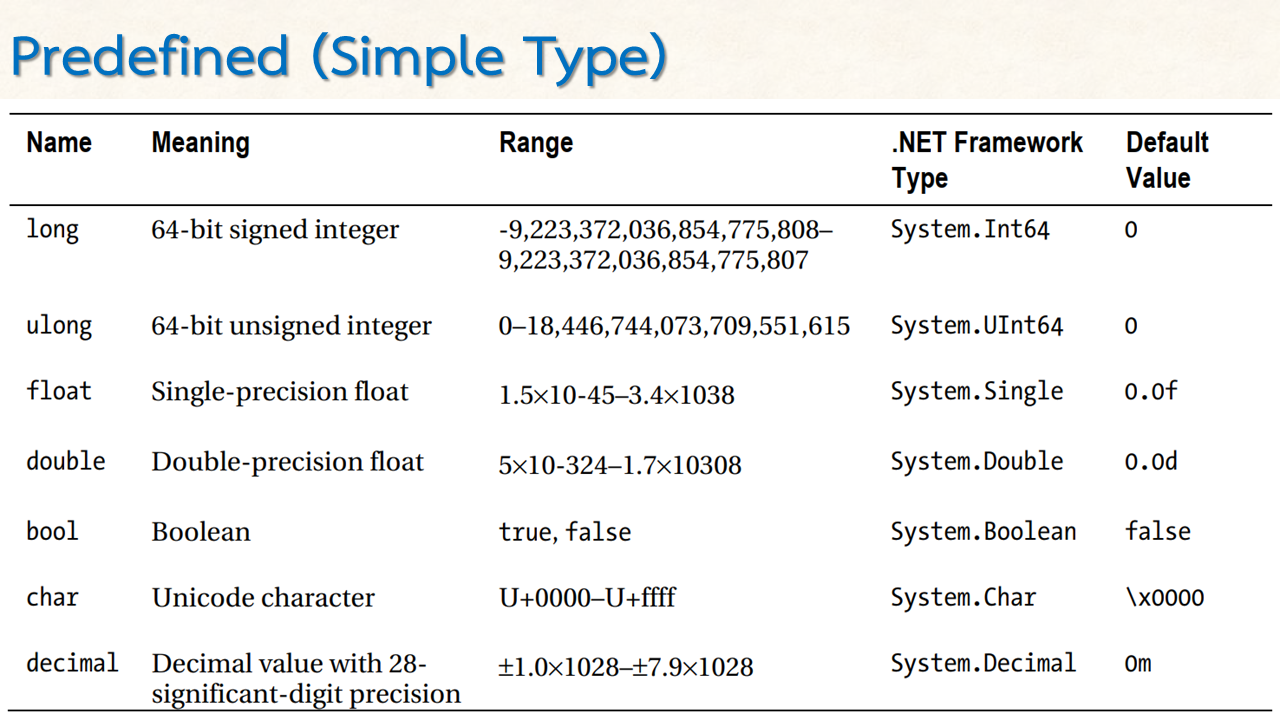 Predefined (Simple Type)
Name Meaning Range .NET Framework Type Default Value
long 64-bit signed integer -9,223,372,036,854,775,808–9,223,372,036,854,775,807 System.Int64 0
ulong 64-bit unsigned integer 0–18,446,744,073,709,551,615 System.UInt64 0
float Single-precision float 1.5×10-45–3.4×1038 System.Single 0.0f
double Double-precision float 5×10-324–1.7×10308 System.Double 0.0d
bool Boolean true, false System.Boolean false
char Unicode character U+0000–U+ffff System.Char \x0000
decimal Decimal value with 28-significant-digit precision ±1.0×1028–±7.9×1028 System.Decimal 0m